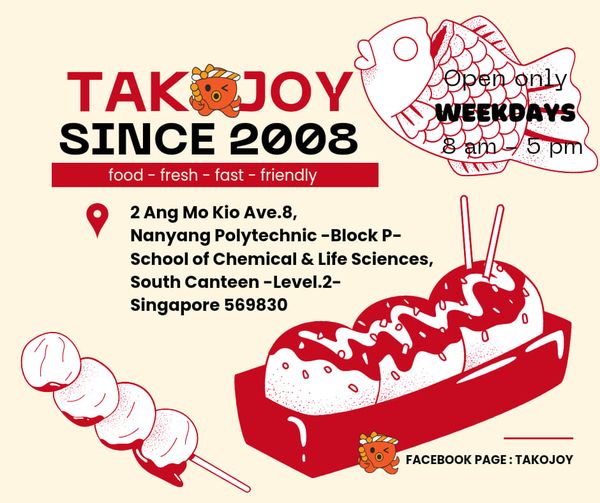 TAKOJOY
SINCE 2008
food - fresh - fast - friendly
Open only
WEEKDAYS
8 am - 5 pm
2 Ang Mo Kio Ave.8,
Nanyang Polytechnic -Block P-
School of Chemical & Life Sciences,
South Canteen -Level.2-
Singapore 569830
FACEBOOK PAGE : TAKOJOY